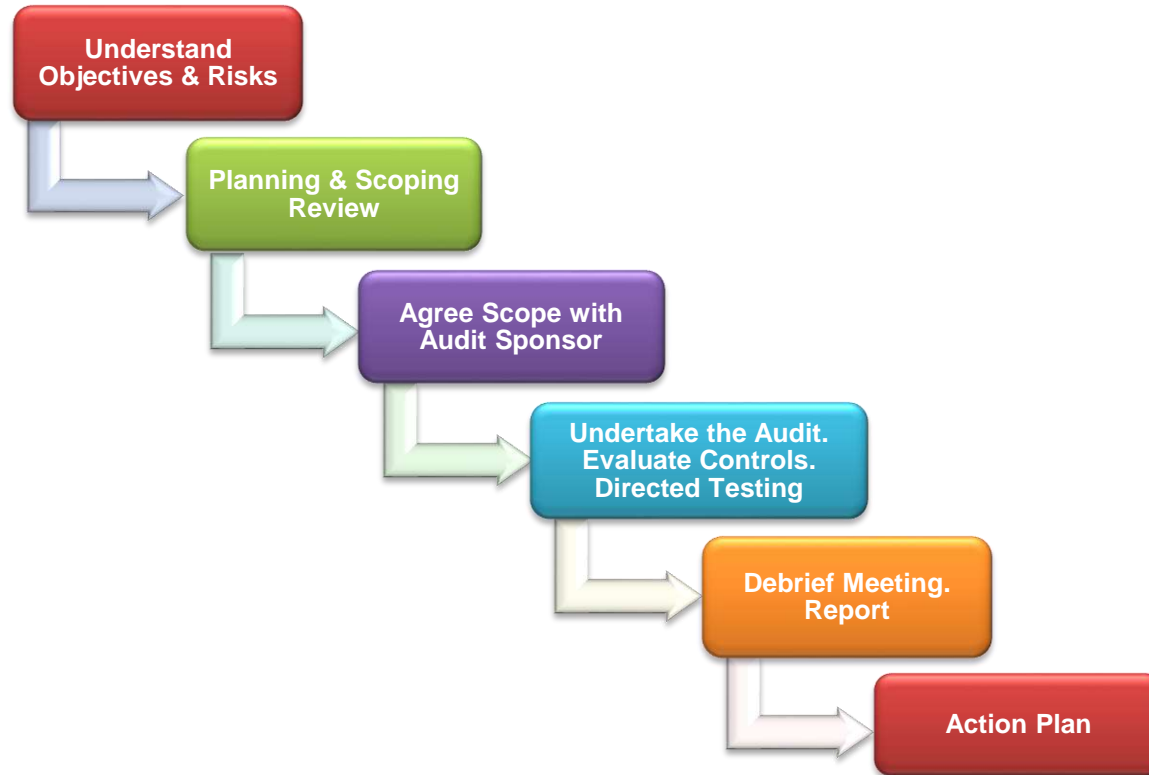 Understand
Objectives & Risks
Planning & Scoping
Review
Agree Scope with
Audit Sponsor
Undertake the Audit.
Evaluate Controls.
Directed Testing
Debrief Meeting.
Report
Action Plan